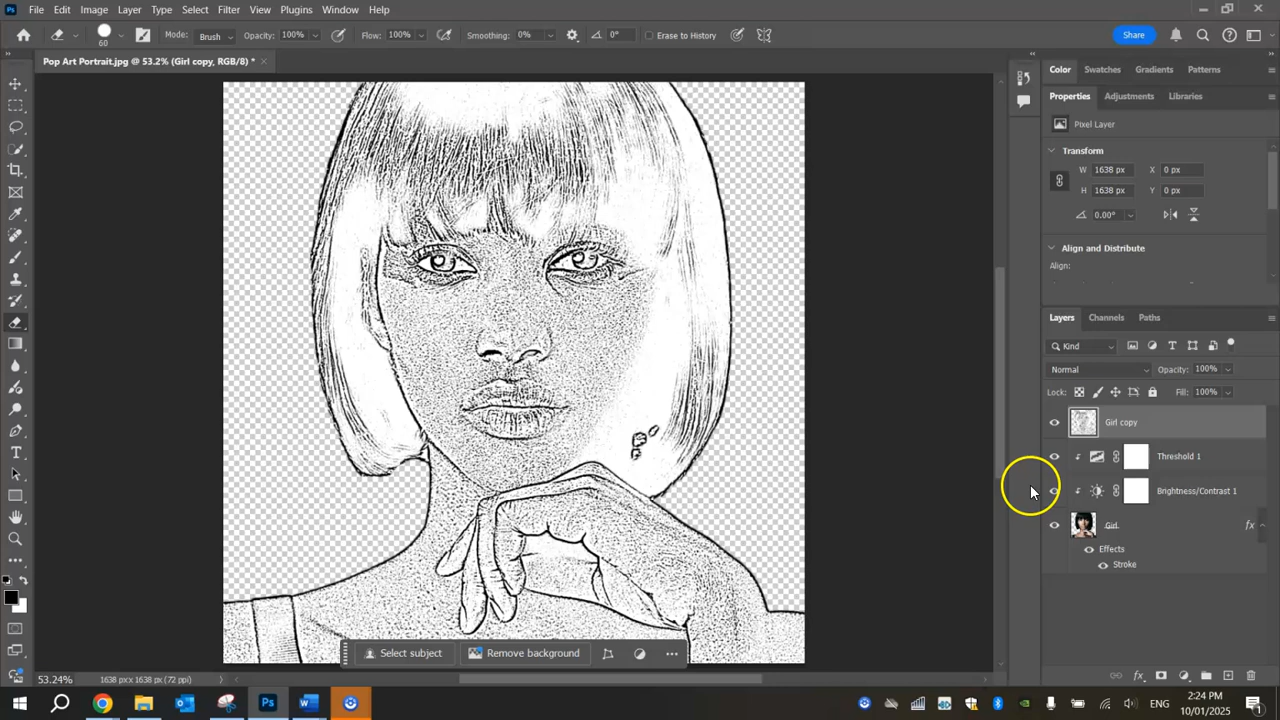 Ps File Edit Image Layer Type Select Filter View Plugins Window Help
60 Mode: Brush Opacity: 100% Flow: 100% Smoothing: 0% 0° Erase to History Share
Pop Art Portrait.jpg @ 53.2% (Girl copy, RGB/8) *
Color Swatches Gradients Patterns
Properties Adjustments Libraries
Pixel Layer
Transform
W 1638 px X 0 px
H 1638 px Y 0 px
0.00°
Align and Distribute
Align:
Layers Channels Paths
Kind
Normal Opacity: 100%
Lock: Fill: 100%
Girl copy
Threshold 1
Brightness/Contrast 1
Girl fx
Effects
Stroke
Select subject Remove background
53.24% 1638 px x 1638 px (72 ppi)
ENG 2:24 PM
10/01/2025